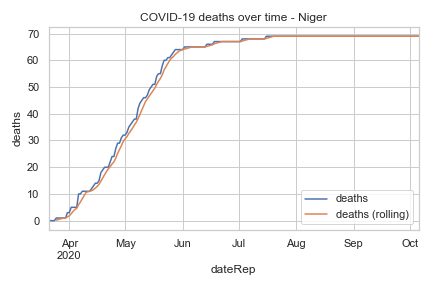 COVID-19 deaths over time - Niger
70
60
50
40
30
20
10
0
deaths
deaths
deaths (rolling)
Apr May Jun Jul Aug Sep Oct
2020
dateRep